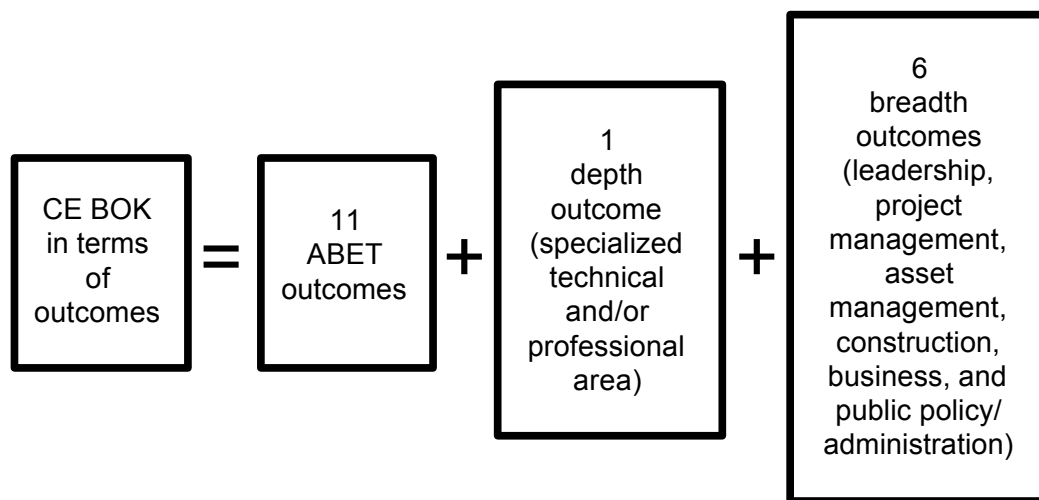 CE BOK
in terms
of
outcomes
=
11
ABET
outcomes
+
1
depth
outcome
(specialized
technical
and/or
professional
area)
+
6
breadth
outcomes
(leadership,
project
management,
asset
management,
construction,
business, and
public policy/
administration)